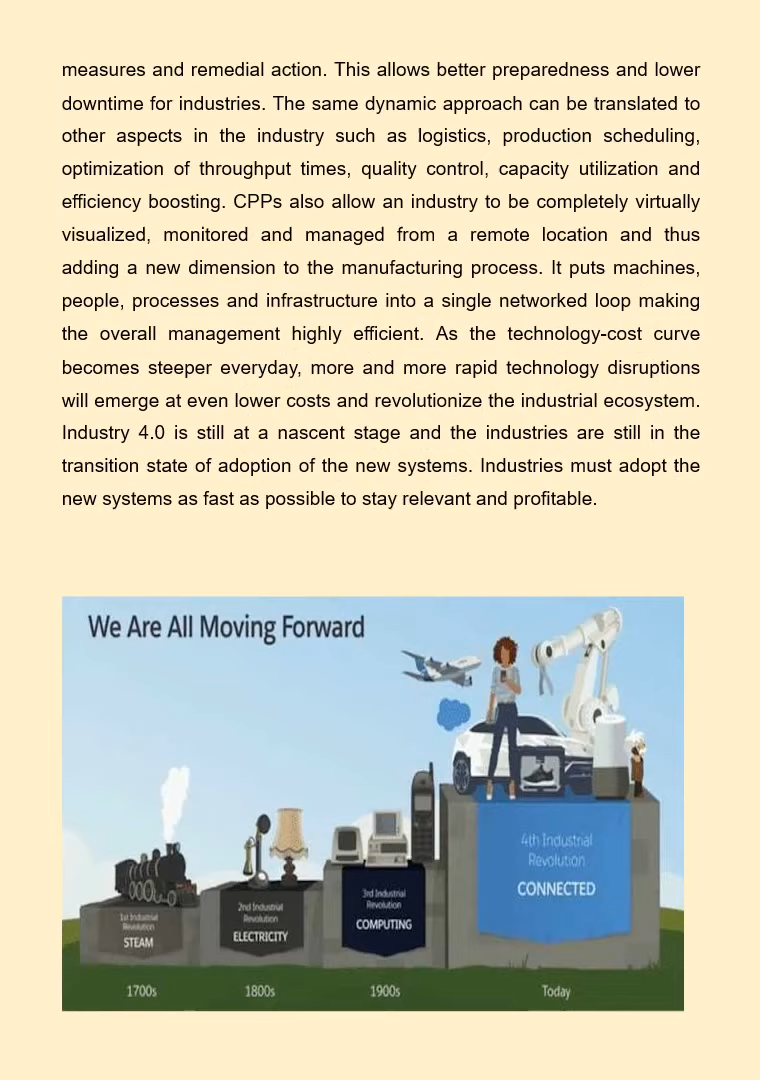 measures and remedial action. This allows better preparedness and lower
downtime for industries. The same dynamic approach can be translated to
other aspects in the industry such as logistics, production scheduling,
optimization of throughput times, quality control, capacity utilization and
efficiency boosting. CPPs also allow an industry to be completely virtually
visualized, monitored and managed from a remote location and thus
adding a new dimension to the manufacturing process. It puts machines,
people, processes and infrastructure into a single networked loop making
the overall management highly efficient. As the technology-cost curve
becomes steeper everyday, more and more rapid technology disruptions
will emerge at even lower costs and revolutionize the industrial ecosystem.
Industry 4.0 is still at a nascent stage and the industries are still in the
transition state of adoption of the new systems. Industries must adopt the
new systems as fast as possible to stay relevant and profitable.
We Are All Moving Forward
1st Industrial
Revolution
STEAM
2nd Industrial
Revolution
ELECTRICITY
3rd Industrial
Revolution
COMPUTING
4th Industrial
Revolution
CONNECTED
1700s
1800s
1900s
Today